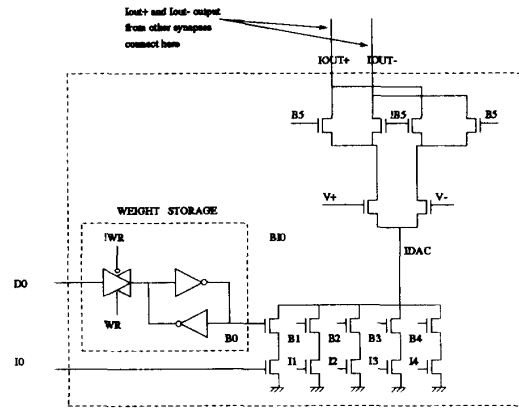 Iout+ and Iout- output
from other synapses
connect here
IOUT+ IOUT-
B5 !B5 B5
V+ V-
WEIGHT STORAGE
!WR
BI0
IDAC
D0
WR
B0 B1 B2 B3 B4
I0 I1 I2 I3 I4